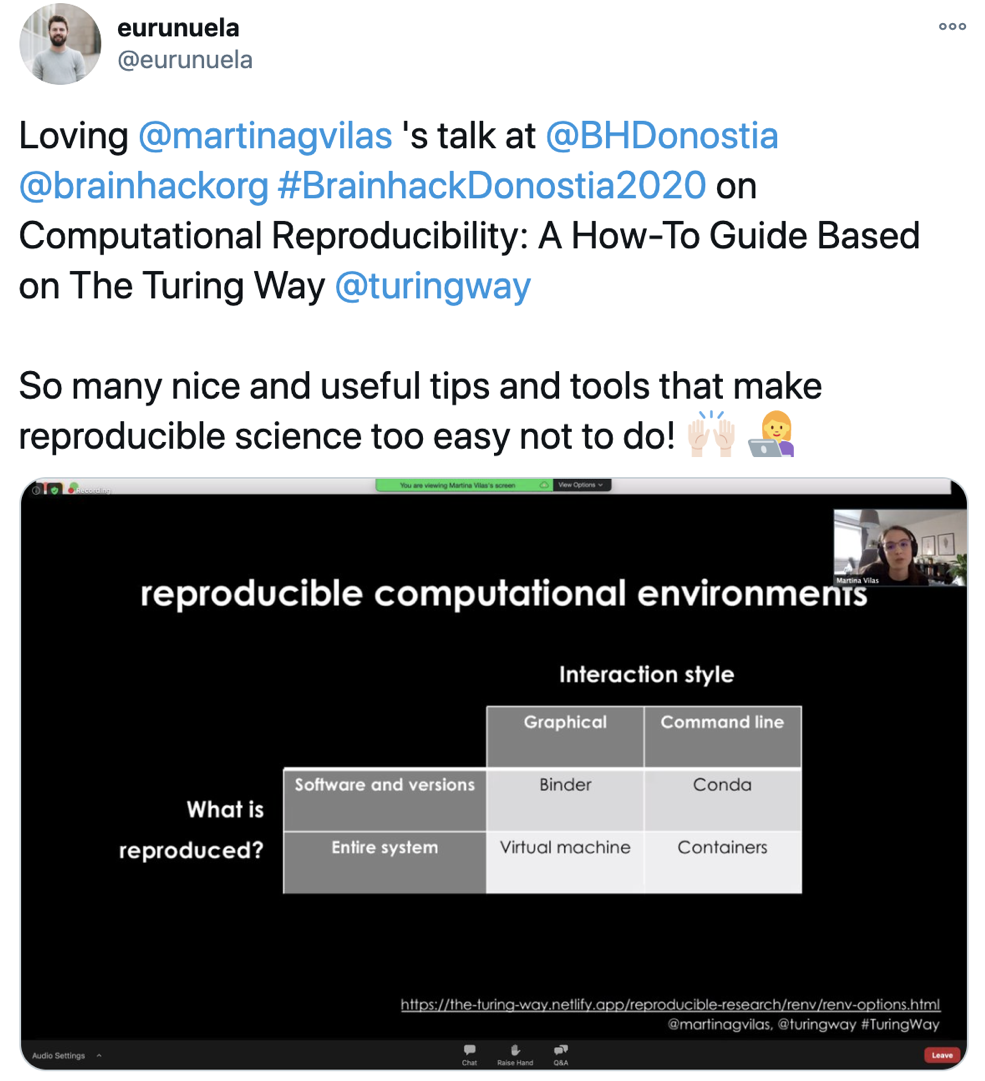 eurunuela
@eurunuela
Loving @martinagvilas 's talk at @BHDonostia
@brainhackorg #BrainhackDonostia2020 on
Computational Reproducibility: A How-To Guide Based
on The Turing Way @turingway
So many nice and useful tips and tools that make
reproducible science too easy not to do! 🙌🏻 👩‍💻
Recording
You are viewing Martina Vilas's screen
View Options
Martina Vilas
reproducible computational environments
Interaction style
Graphical
Command line
What is
reproduced?
Software and versions
Binder
Conda
Entire system
Virtual machine
Containers
https://the-turing-way.netlify.app/reproducible-research/renv/renv-options.html
@martinagvilas, @turingway #TuringWay
Audio Settings
Chat
Raise Hand
Q&A
Leave